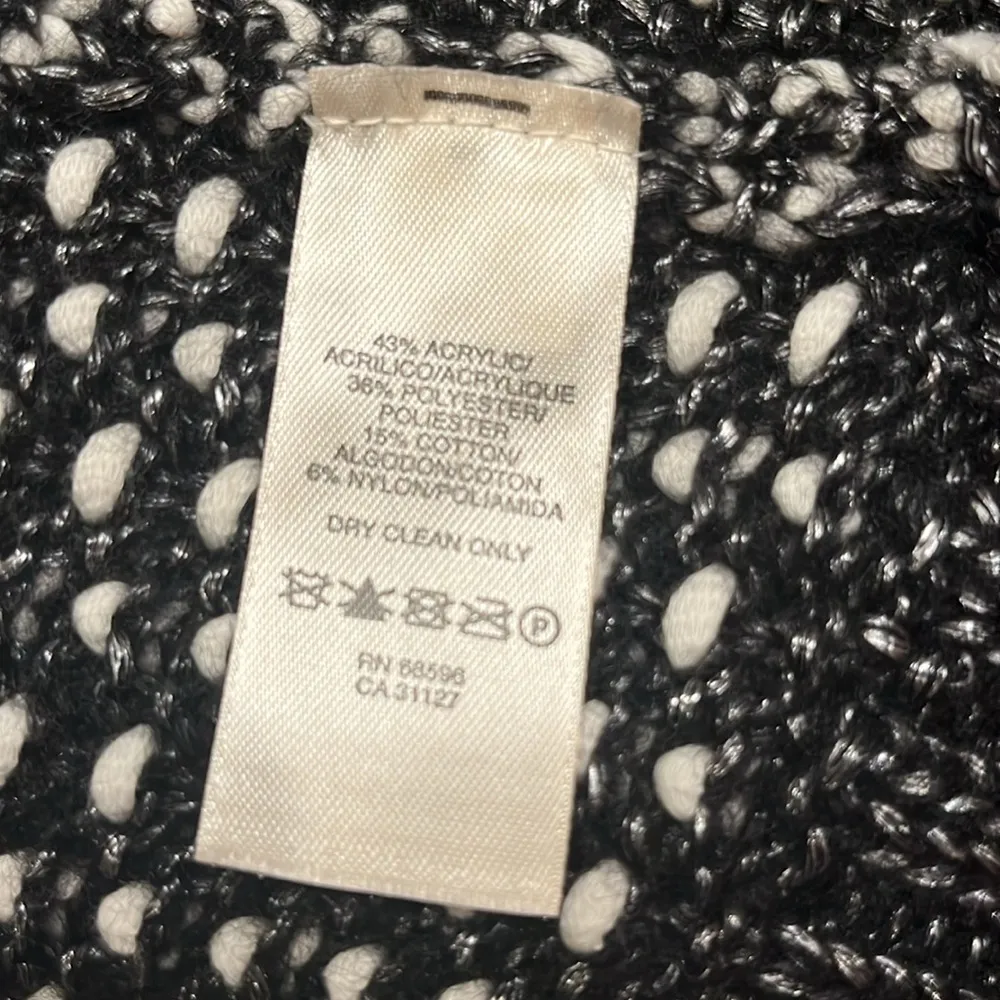 43% ACRYLIC/
ACRILICO/ACRYLIQUE
36% POLYESTER/
POLIESTER
15% COTTON/
ALGODON/COTON
6% NYLON/POLIAMIDA
DRY CLEAN ONLY
P
RN 68596
CA 31127